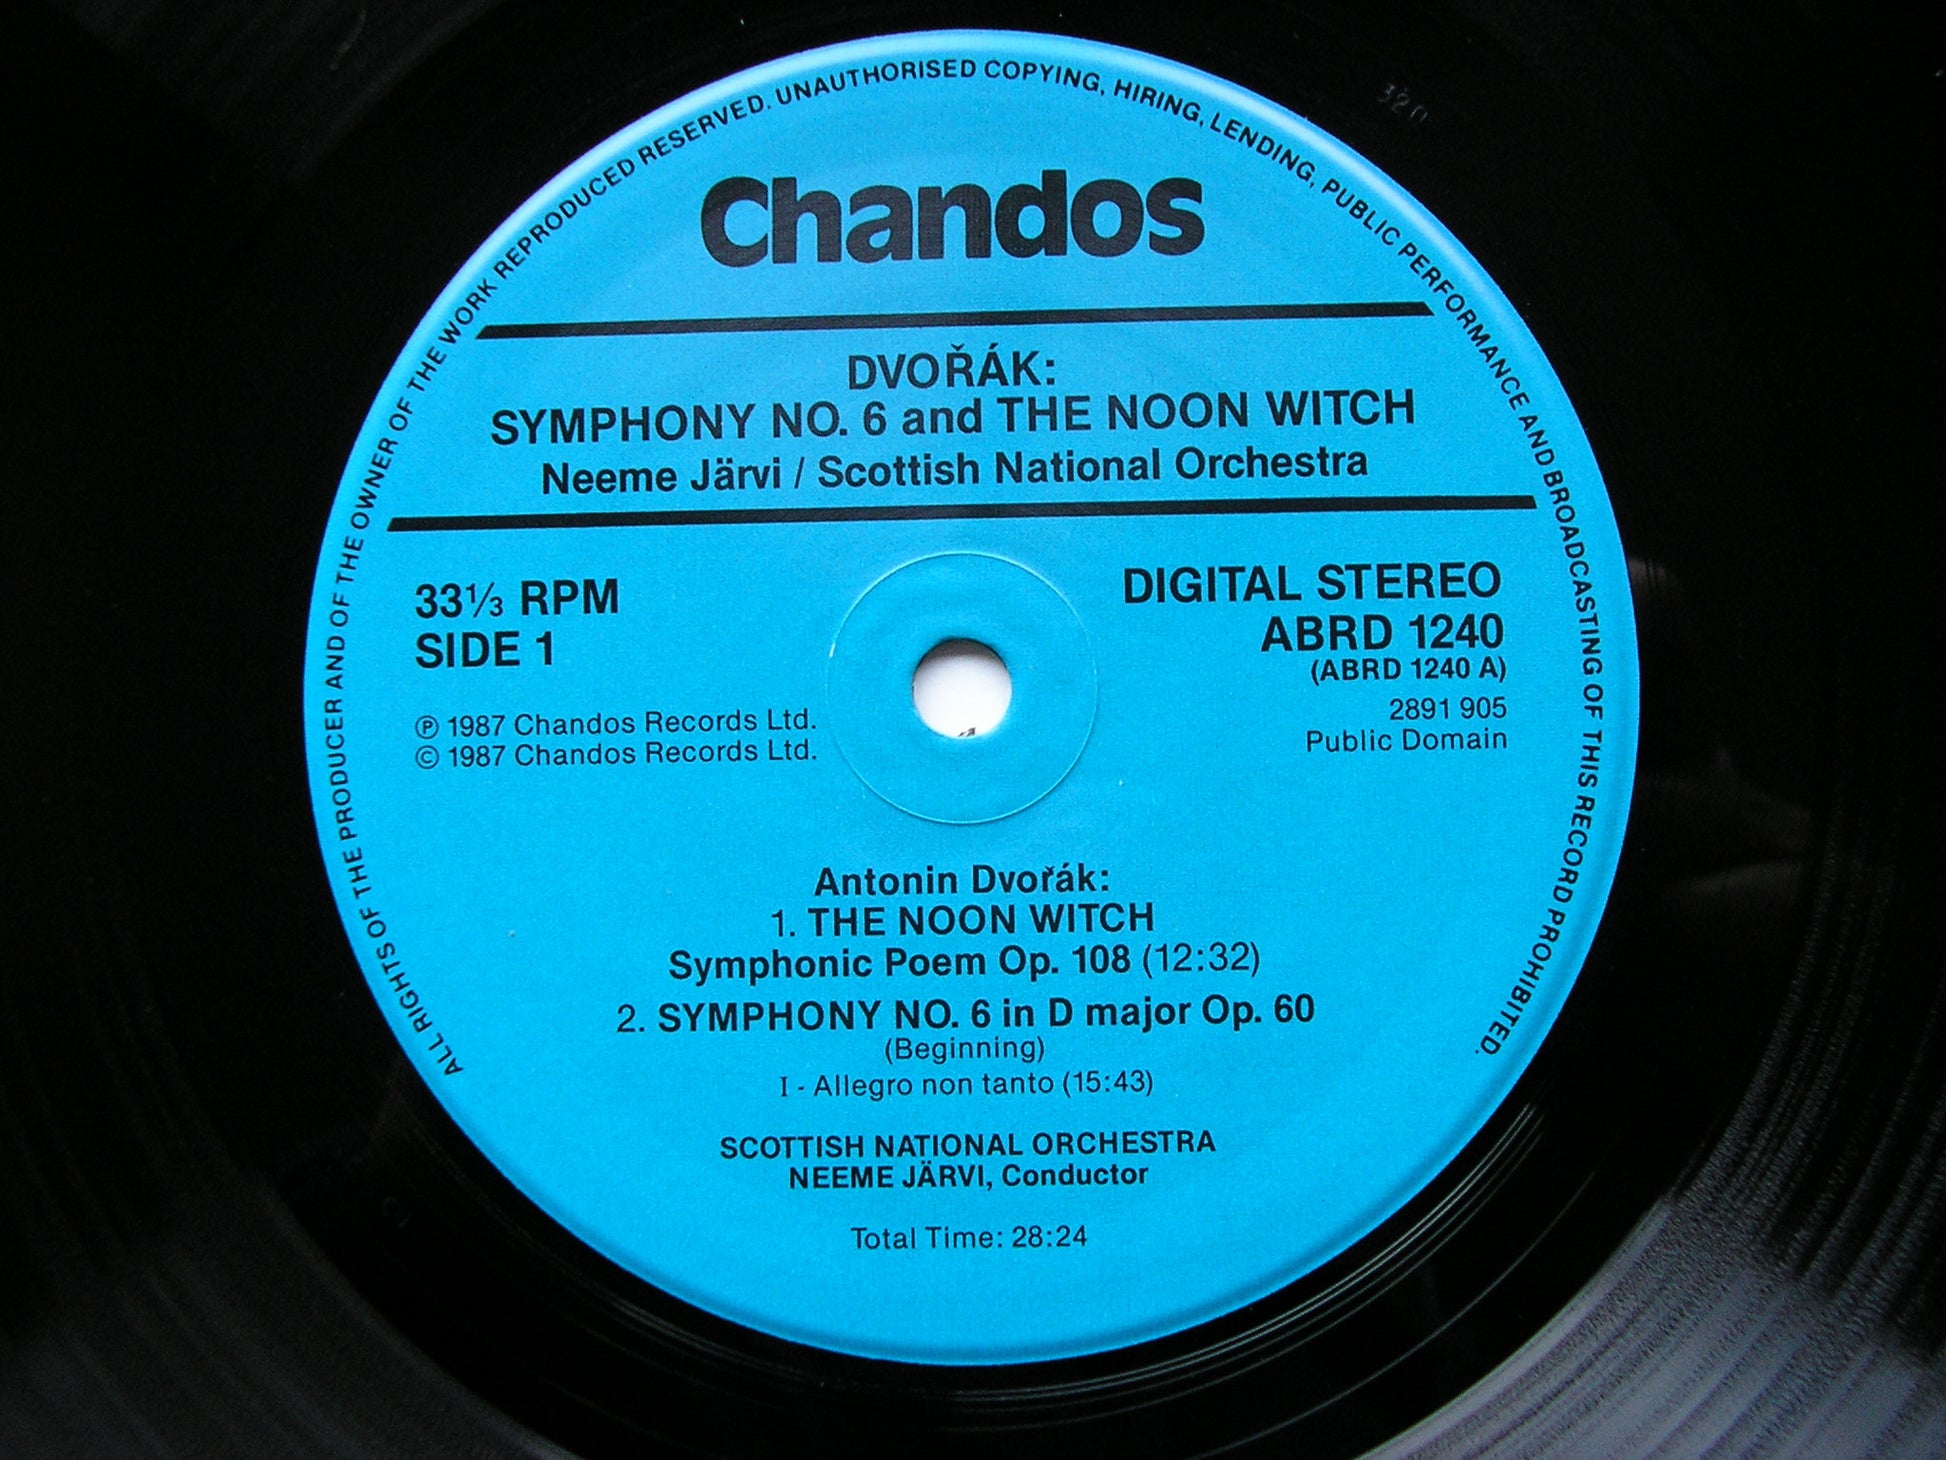 ALL RIGHTS OF THE PRODUCER AND OF THE OWNER OF THE WORK REPRODUCED RESERVED. UNAUTHORISED COPYING, HIRING, LENDING, PUBLIC PERFORMANCE AND BROADCASTING OF THIS RECORD PROHIBITED.
Chandos
DVOŘÁK:
SYMPHONY NO. 6 and THE NOON WITCH
Neeme Järvi / Scottish National Orchestra
33⅓ RPM
SIDE 1
℗ 1987 Chandos Records Ltd.
© 1987 Chandos Records Ltd.
DIGITAL STEREO
ABRD 1240
(ABRD 1240 A)
2891 905
Public Domain
Antonin Dvořák:
1. THE NOON WITCH
Symphonic Poem Op. 108 (12:32)
2. SYMPHONY NO. 6 in D major Op. 60
(Beginning)
I - Allegro non tanto (15:43)
SCOTTISH NATIONAL ORCHESTRA
NEEME JÄRVI, Conductor
Total Time: 28:24
320